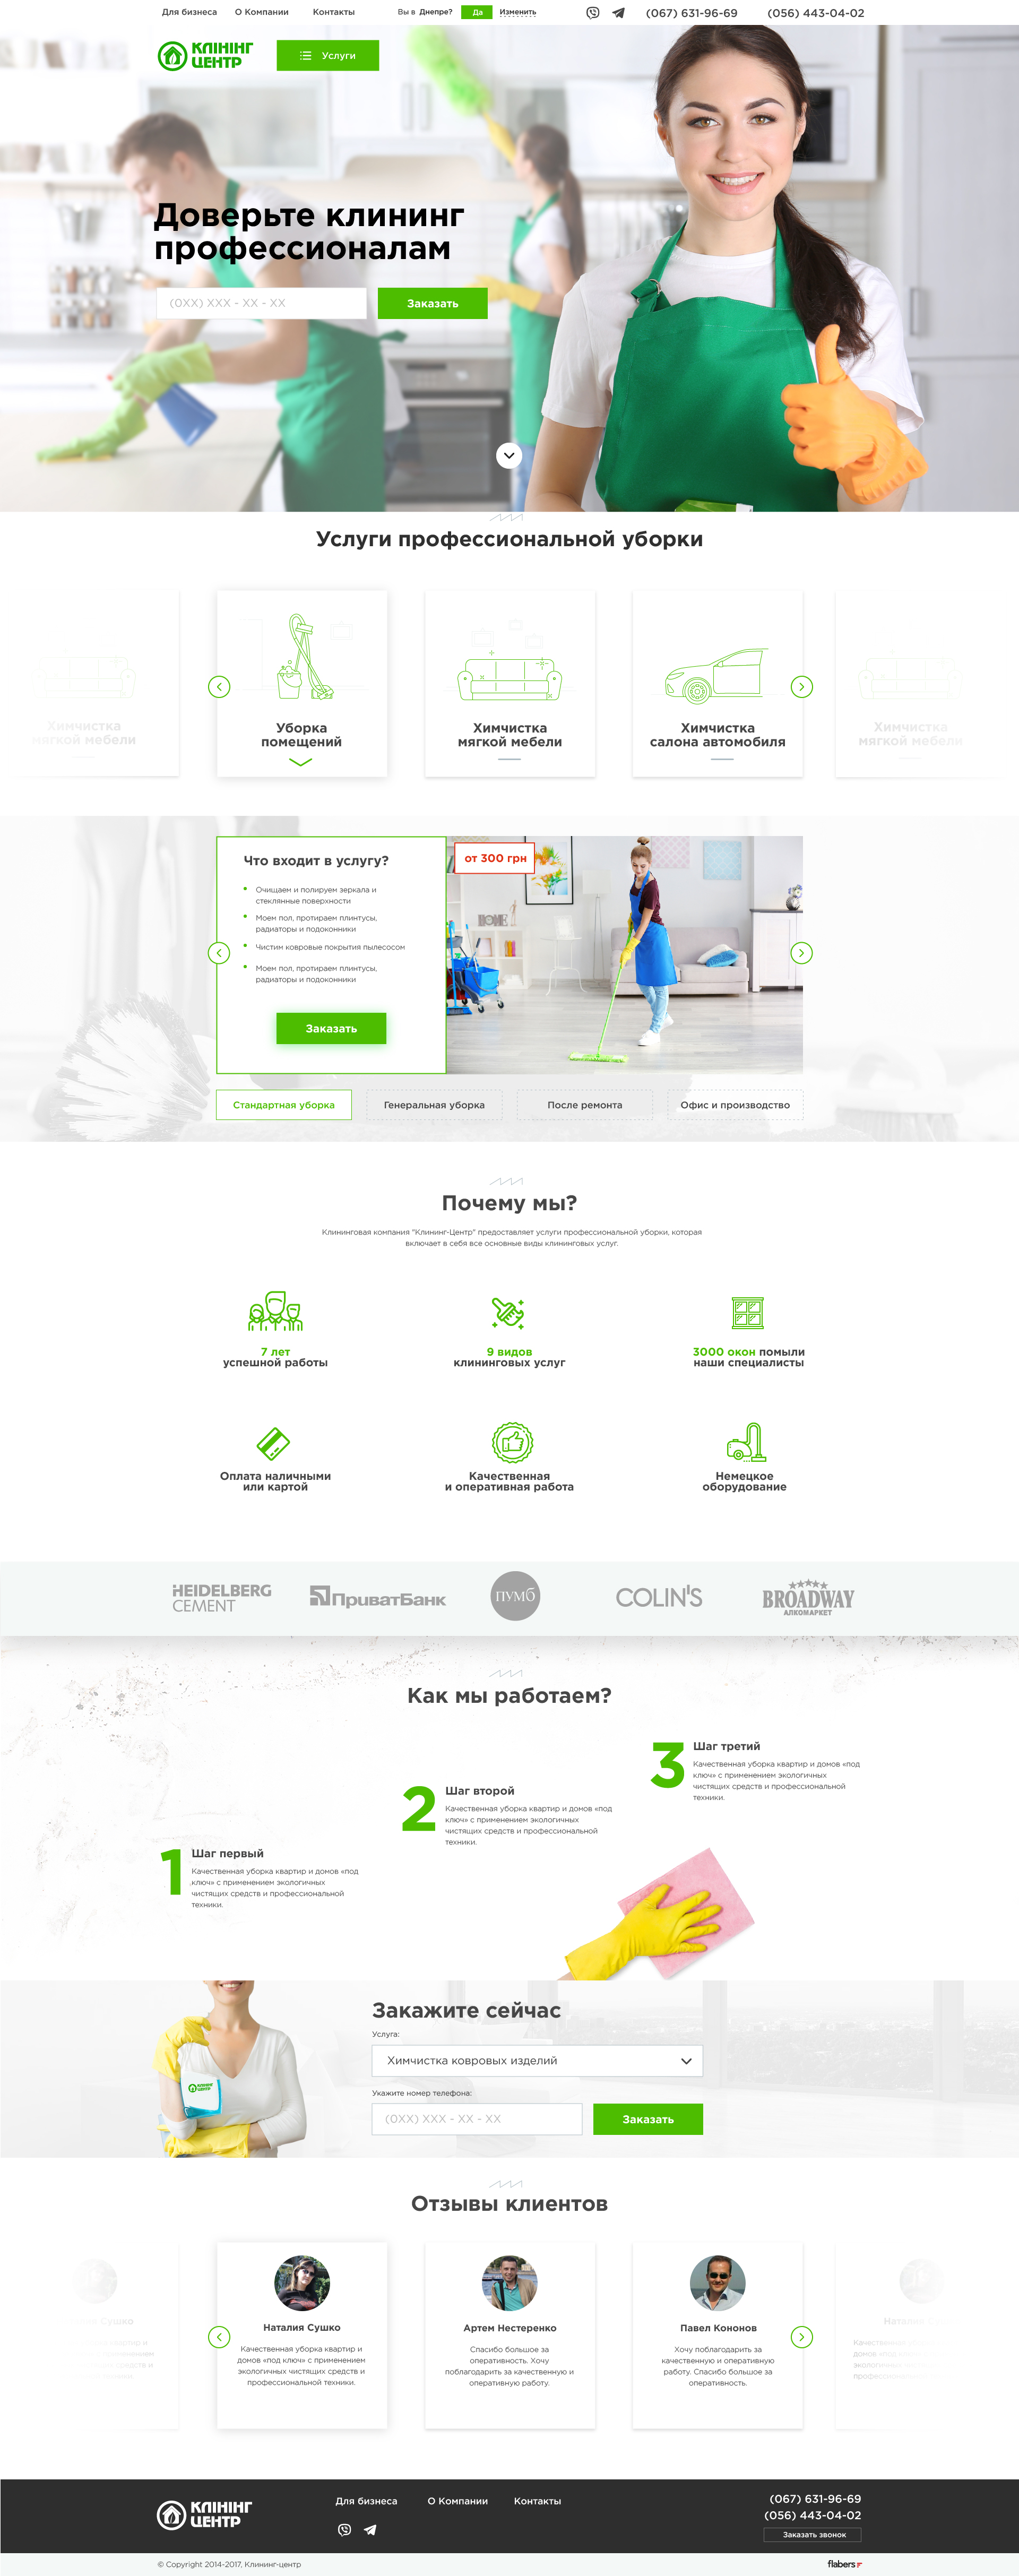 Для бизнеса
О Компании
Контакты
Вы в Днепре?
Да
Изменить
(067) 631-96-69
(056) 443-04-02
КЛІНІНГ
ЦЕНТР
Услуги
Доверьте клининг
профессионалам
(0XX) XXX - XX - XX
Заказать
Услуги профессиональной уборки
Химчистка
мягкой мебели
Уборка
помещений
Химчистка
мягкой мебели
Химчистка
салона автомобиля
Химчистка
мягкой мебели
Что входит в услугу?
Очищаем и полируем зеркала и
стеклянные поверхности
Моем пол, протираем плинтусы,
радиаторы и подоконники
Чистим ковровые покрытия пылесосом
Моем пол, протираем плинтусы,
радиаторы и подоконники
Заказать
от 300 грн
HOME
Стандартная уборка
Генеральная уборка
После ремонта
Офис и производство
Почему мы?
Клининговая компания "Клининг-Центр" предоставляет услуги профессиональной уборки, которая
включает в себя все основные виды клининговых услуг.
7 лет
успешной работы
9 видов
клининговых услуг
3000 окон помыли
наши специалисты
Оплата наличными
или картой
Качественная
и оперативная работа
Немецкое
оборудование
HEIDELBERG
CEMENT
ПриватБанк
ПУМБ
COLIN'S
BROADWAY
АЛКОМАРКЕТ
Как мы работаем?
3
Шаг третий
Качественная уборка квартир и домов «под
ключ» с применением экологичных
чистящих средств и профессиональной
техники.
2
Шаг второй
Качественная уборка квартир и домов «под
ключ» с применением экологичных
чистящих средств и профессиональной
техники.
1
Шаг первый
Качественная уборка квартир и домов «под
ключ» с применением экологичных
чистящих средств и профессиональной
техники.
КЛІНІНГ
ЦЕНТР
Закажите сейчас
Услуга:
Химчистка ковровых изделий
Укажите номер телефона:
(0XX) XXX - XX - XX
Заказать
Отзывы клиентов
Сушко
Наталия Сушко
Качественная уборка квартир и
домов «под ключ» с применением
экологичных чистящих средств и
профессиональной техники.
Артем Нестеренко
Спасибо большое за
оперативность. Хочу
поблагодарить за качественную и
оперативную работу.
Павел Кононов
Хочу поблагодарить за
качественную и оперативную
работу. Спасибо большое за
оперативность.
КЛІНІНГ
ЦЕНТР
Для бизнеса
О Компании
Контакты
(067) 631-96-69
(056) 443-04-02
Заказать звонок
© Copyright 2014-2017, Клининг-центр
flabers